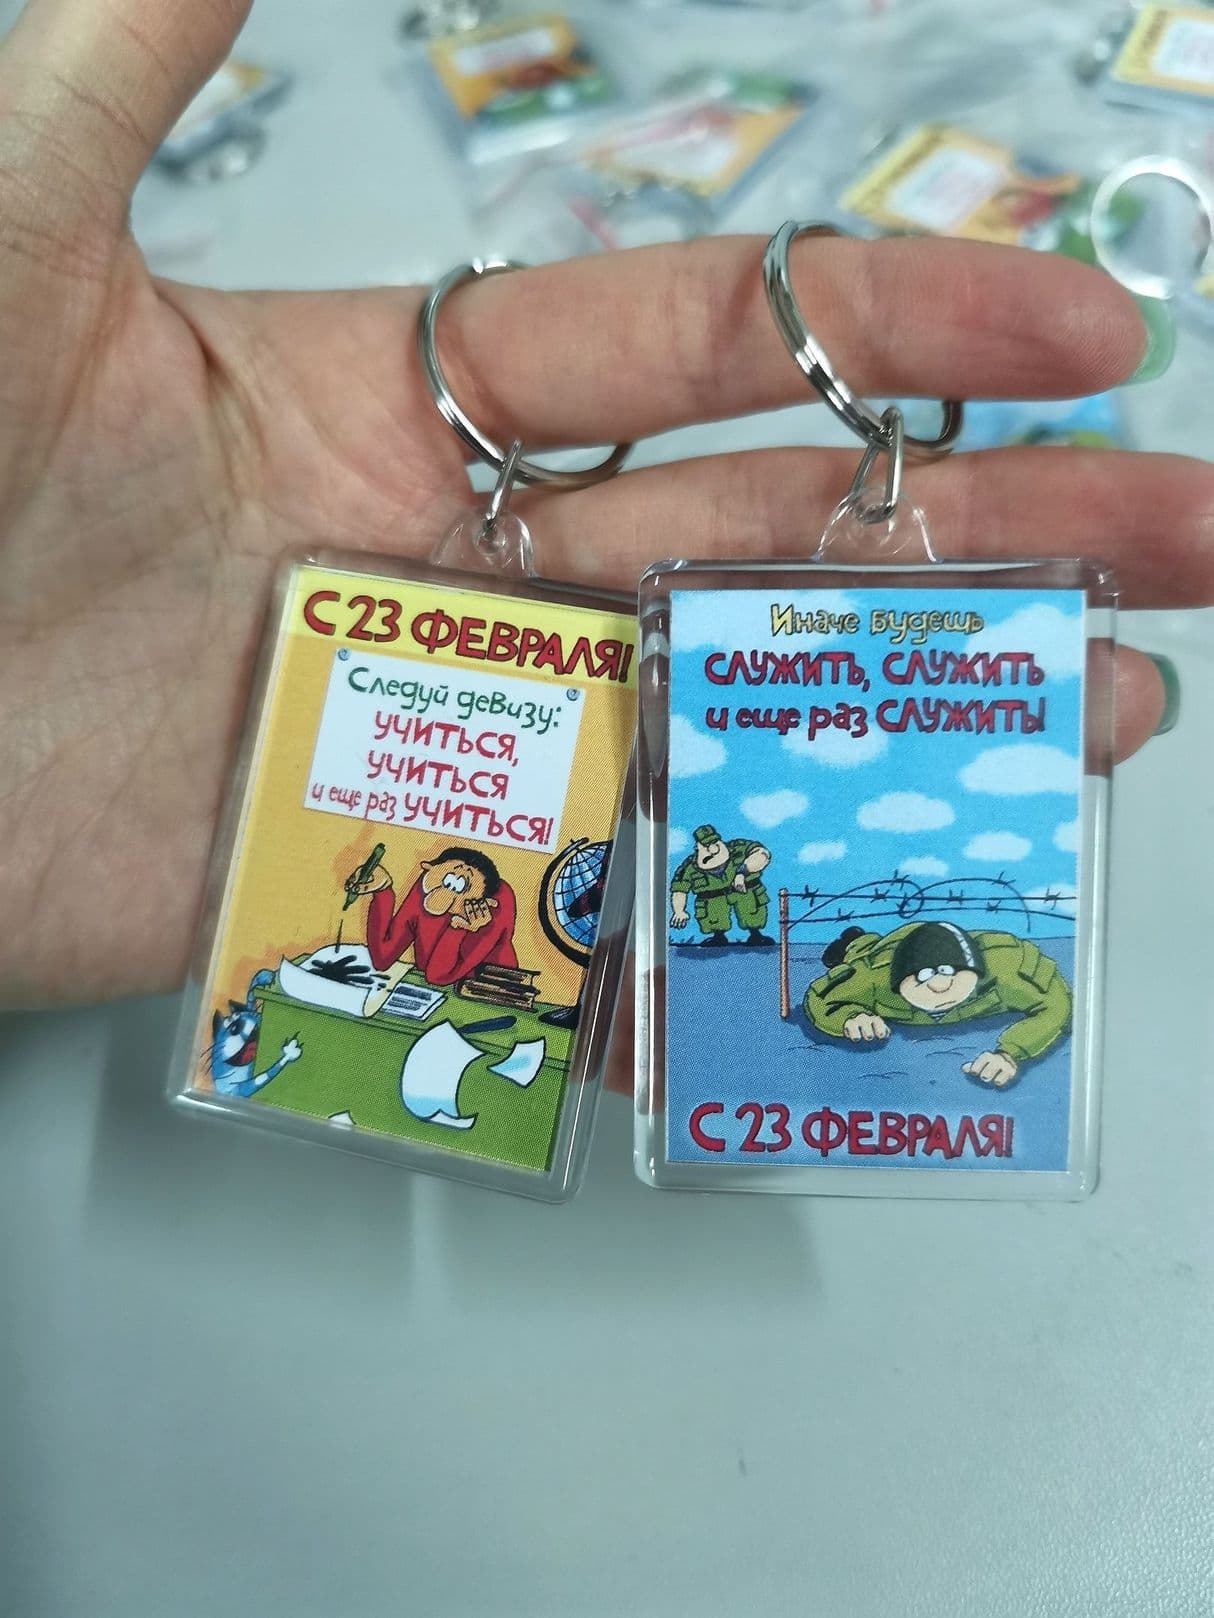 С 23 ФЕВРАЛЯ!
Следуй девизу:
УЧИТЬСЯ,
УЧИТЬСЯ
и еще раз УЧИТЬСЯ!
Иначе будешь
СЛУЖИТЬ, СЛУЖИТЬ
и еще раз СЛУЖИТЬ!
С 23 ФЕВРАЛЯ!